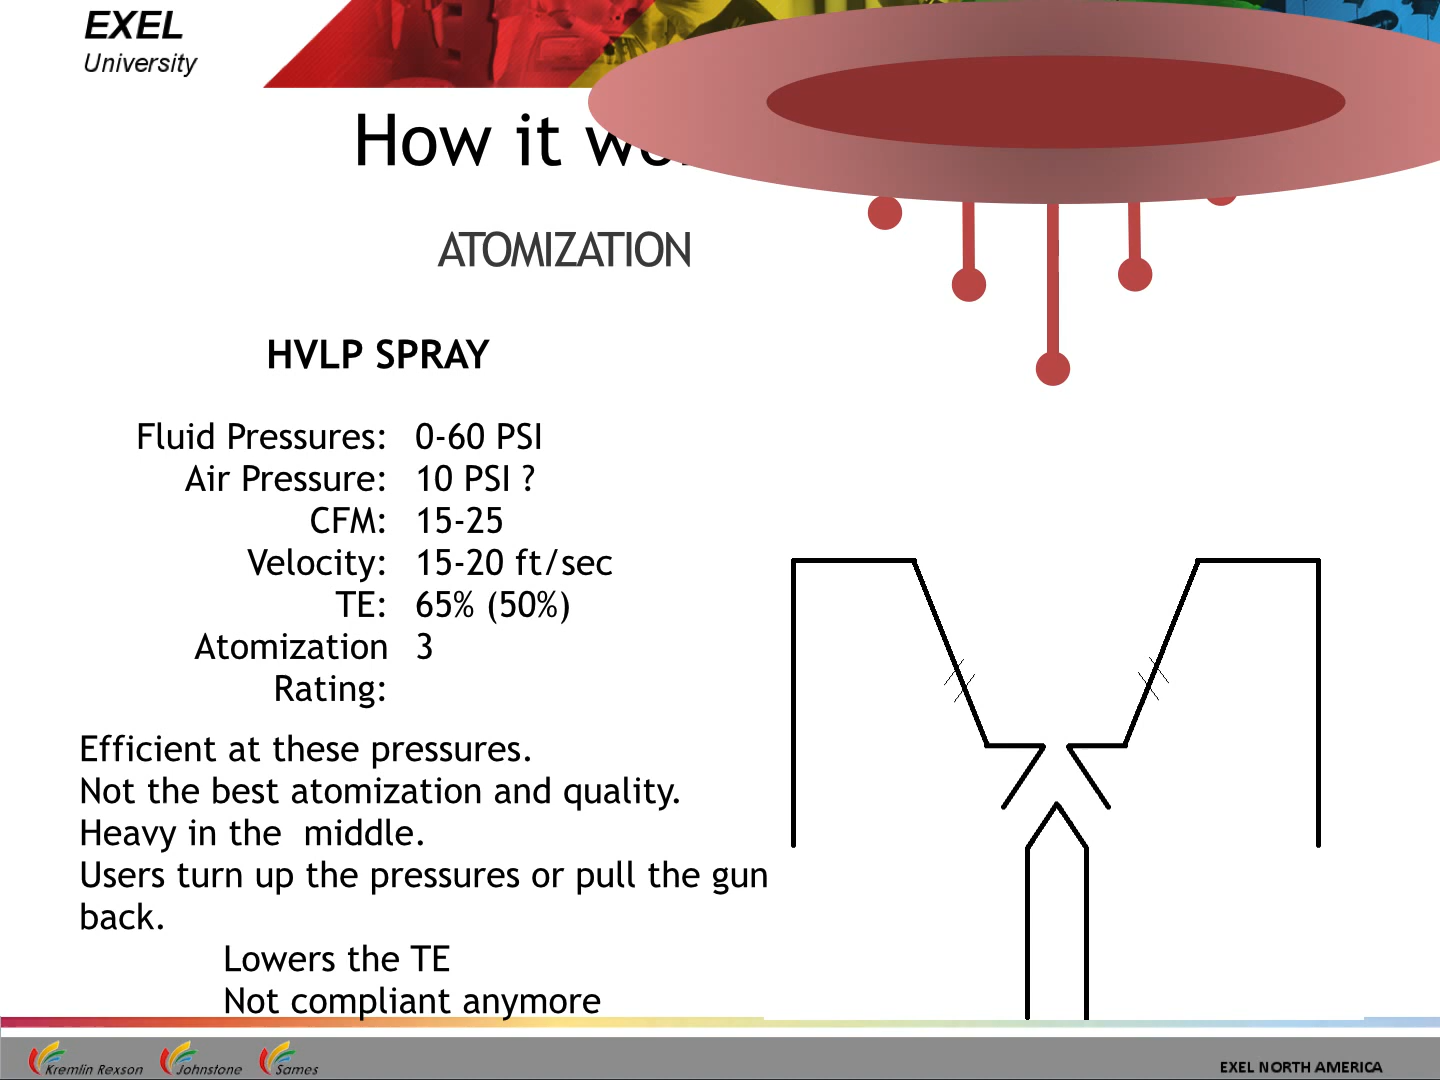 EXEL
University
How it
ATOMIZATION
HVLP SPRAY
Fluid Pressures: 0-60 PSI
Air Pressure: 10 PSI ?
CFM: 15-25
Velocity: 15-20 ft/sec
TE: 65% (50%)
Atomization 3
Rating:
Efficient at these pressures.
Not the best atomization and quality.
Heavy in the middle.
Users turn up the pressures or pull the gun
back.
Lowers the TE
Not compliant anymore
Kremlin Rexson Johnstone Sames
EXEL NORTH AMERICA